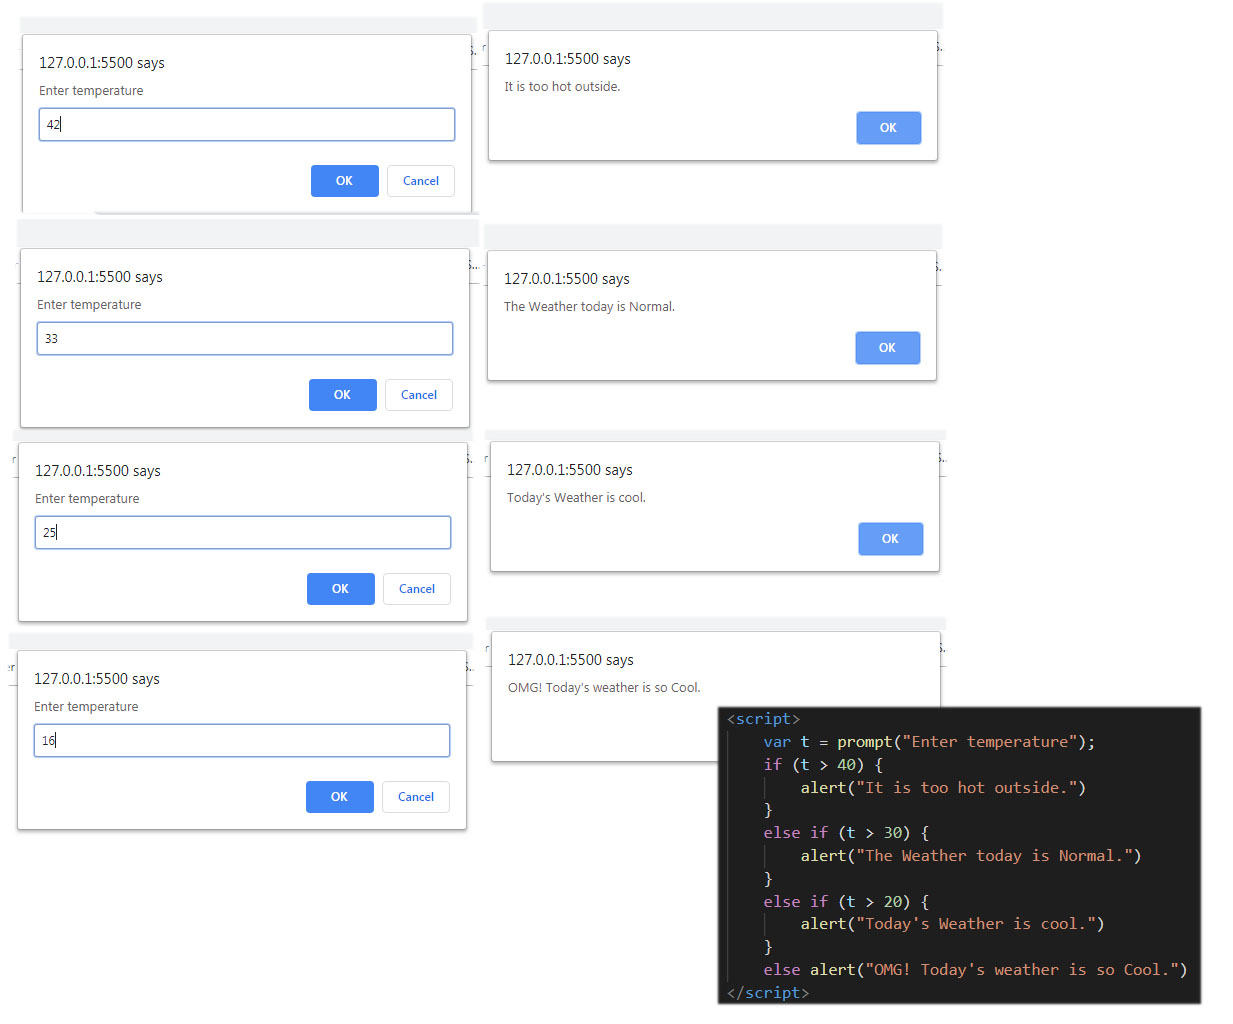 127.0.0.1:5500 says
Enter temperature
42
OK Cancel
127.0.0.1:5500 says
It is too hot outside.
OK
127.0.0.1:5500 says
Enter temperature
33
OK Cancel
127.0.0.1:5500 says
The Weather today is Normal.
OK
127.0.0.1:5500 says
Enter temperature
25
OK Cancel
127.0.0.1:5500 says
Today's Weather is cool.
OK
127.0.0.1:5500 says
Enter temperature
16
OK Cancel
127.0.0.1:5500 says
OMG! Today's weather is so Cool.
<script>
var t = prompt("Enter temperature");
if (t > 40) {
alert("It is too hot outside.")
}
else if (t > 30) {
alert("The Weather today is Normal.")
}
else if (t > 20) {
alert("Today's Weather is cool.")
}
else alert("OMG! Today's weather is so Cool.")
</script>